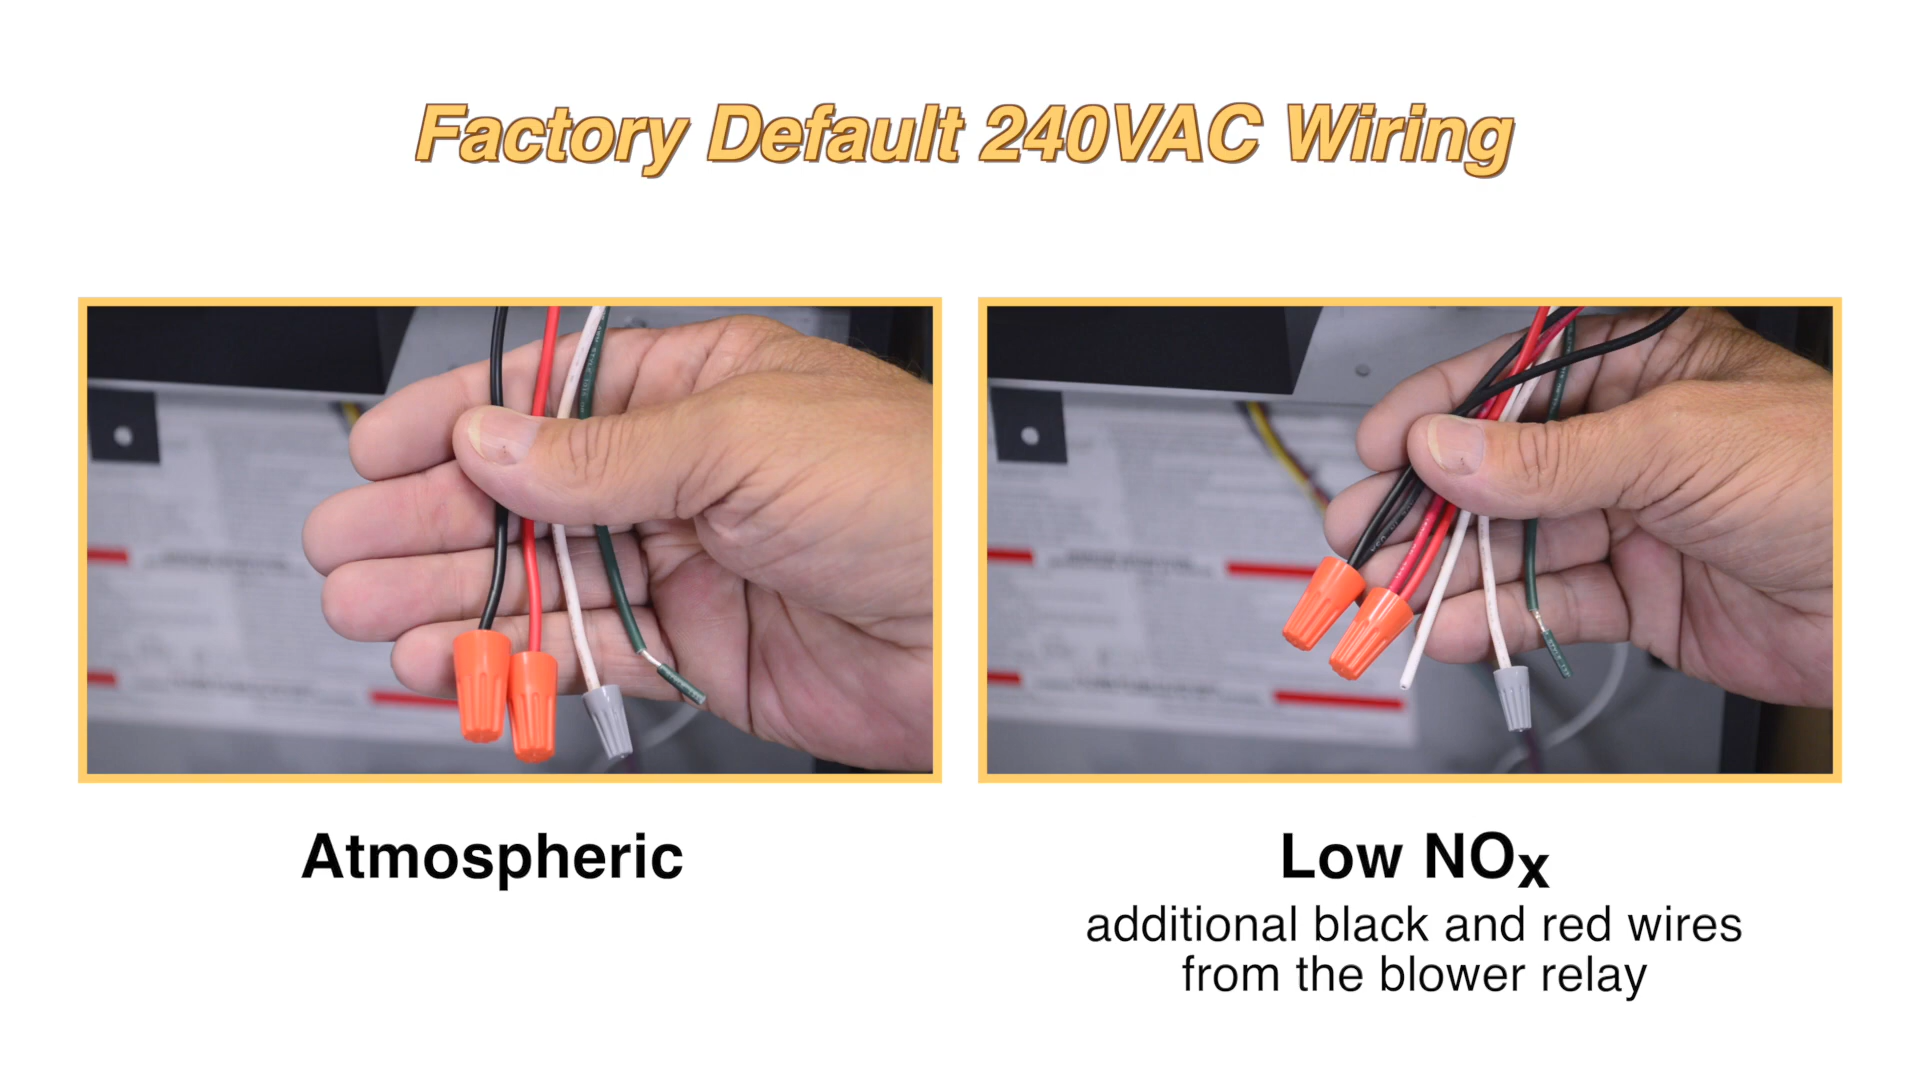 Factory Default 240VAC Wiring
Atmospheric
Low NOx
additional black and red wires
from the blower relay